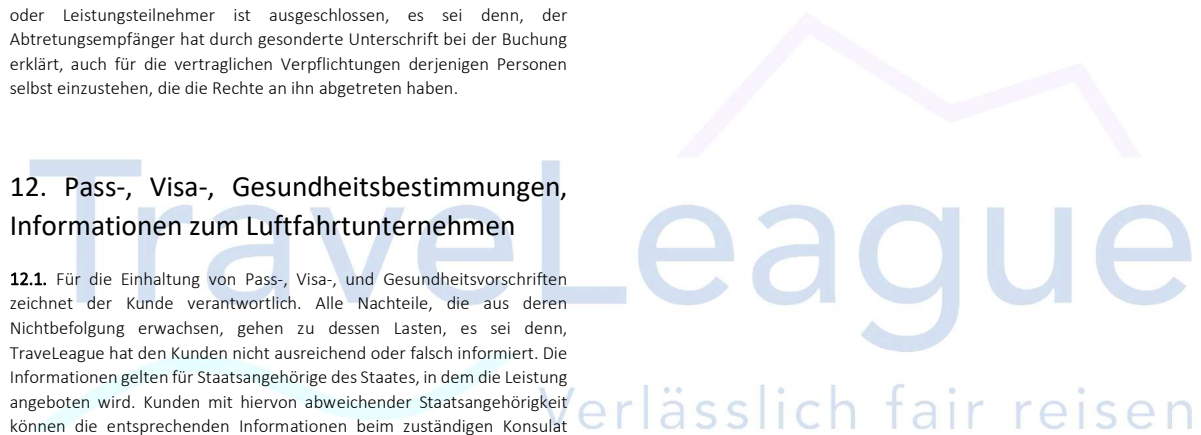 oder Leistungsteilnehmer ist ausgeschlossen, es sei denn, der
Abtretungsempfänger hat durch gesonderte Unterschrift bei der Buchung
erklärt, auch für die vertraglichen Verpflichtungen derjenigen Personen
selbst einzustehen, die die Rechte an ihn abgetreten haben.
12. Pass-, Visa-, Gesundheitsbestimmungen,
Informationen zum Luftfahrtunternehmen
12.1. Für die Einhaltung von Pass-, Visa-, und Gesundheitsvorschriften
zeichnet der Kunde verantwortlich. Alle Nachteile, die aus deren
Nichtbefolgung erwachsen, gehen zu dessen Lasten, es sei denn,
TraveLeague hat den Kunden nicht ausreichend oder falsch informiert. Die
Informationen gelten für Staatsangehörige des Staates, in dem die Leistung
angeboten wird. Kunden mit hiervon abweichender Staatsangehörigkeit
können die entsprechenden Informationen beim zuständigen Konsulat
TraveLeague
Verlässlich fair reisen